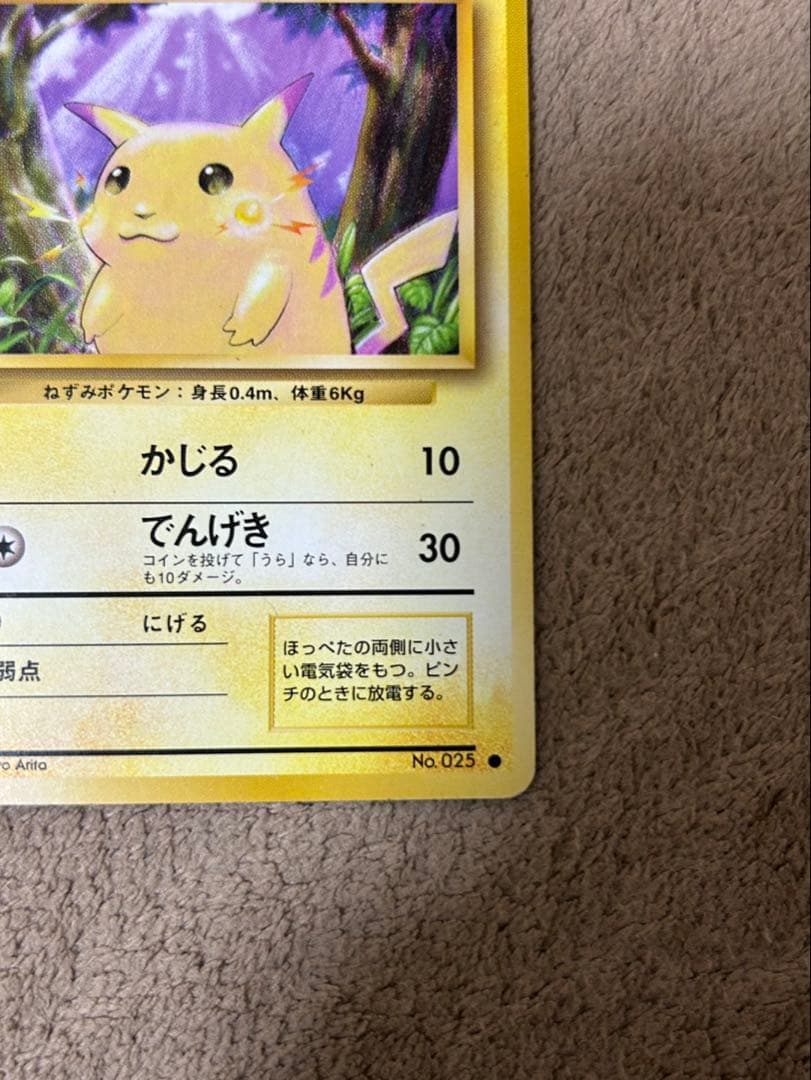 ねずみポケモン：身長0.4m、体重6Kg
かじる 10
でんげき 30
コインを投げて「うら」なら、自分に
も10ダメージ。
にげる
弱点
ほっぺたの両側に小さ
い電気袋をもつ。ピン
チのときに放電する。
Arita
No. 025 ●